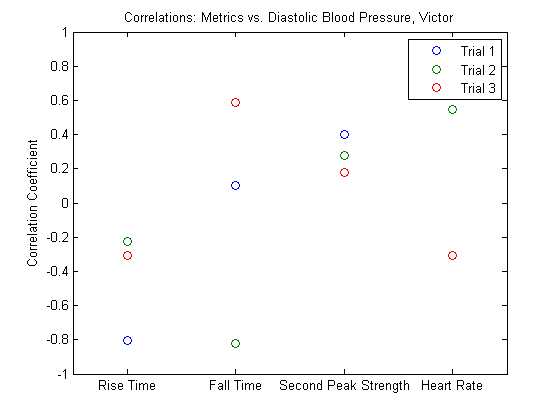 Correlations: Metrics vs. Diastolic Blood Pressure, Victor
1
0.8
0.6
0.4
0.2
0
-0.2
-0.4
-0.6
-0.8
-1
Correlation Coefficient
Trial 1
Trial 2
Trial 3
Rise Time
Fall Time
Second Peak Strength
Heart Rate